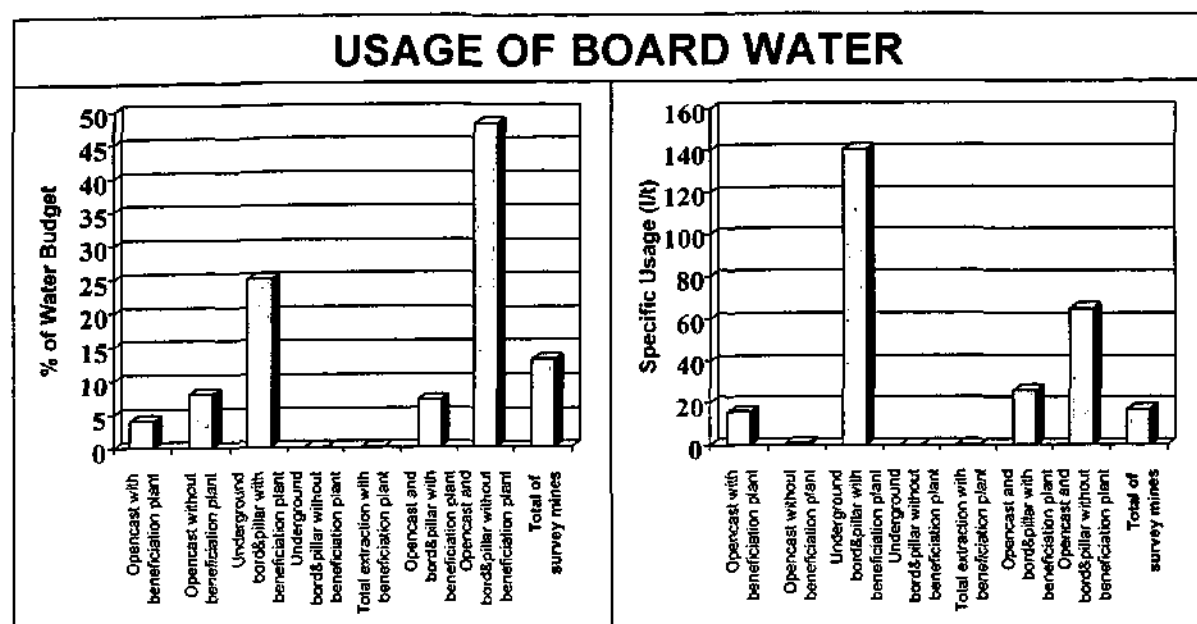 USAGE OF BOARD WATER
% of Water Budget
50
45
40
35
30
25
20
15
10
5
0
Opencast with
beneficiation plant
Opencast without
beneficiation plant
Underground
bord&pillar with
beneficiation plant
Underground
bord&pillar without
beneficiation plant
Total extraction with
beneficiation plant
Opencast and
bord&pillar with
beneficiation plant
Opencast and
bord&pillar without
beneficiation plant
Total of
survey mines
Specific Usage (l/t)
160
140
120
100
80
60
40
20
0
Opencast with
beneficiation plant
Opencast without
beneficiation plant
Underground
bord&pillar with
beneficiation plant
Underground
bord&pillar without
beneficiation plant
Total extraction with
beneficiation plant
Opencast and
bord&pillar with
beneficiation plant
Opencast and
bord&pillar without
beneficiation plant
Total of
survey mines